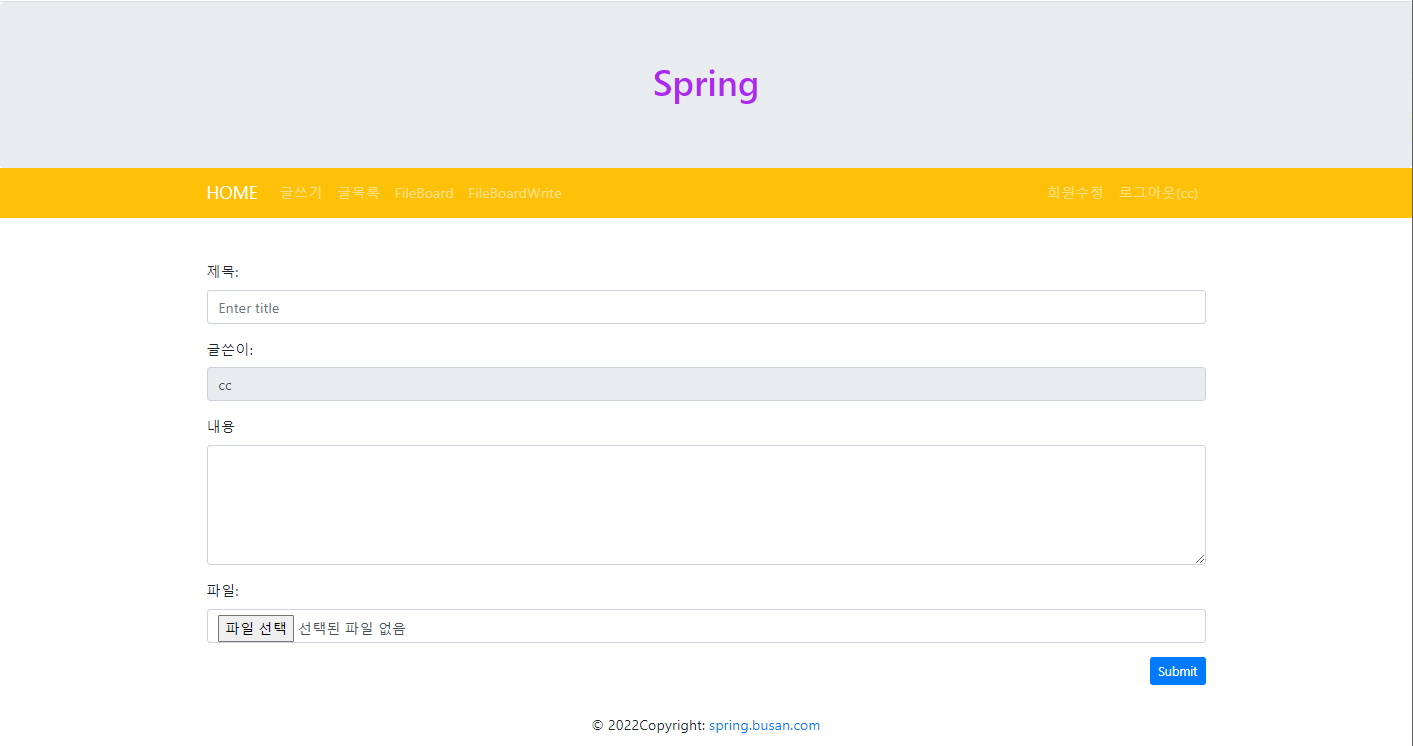 Spring
HOME 글쓰기 글목록 FileBoard FileBoardWrite 회원수정 로그아웃(cc)
제목:
Enter title
글쓴이:
cc
내용
파일:
파일 선택 선택된 파일 없음
Submit
© 2022Copyright: spring.busan.com